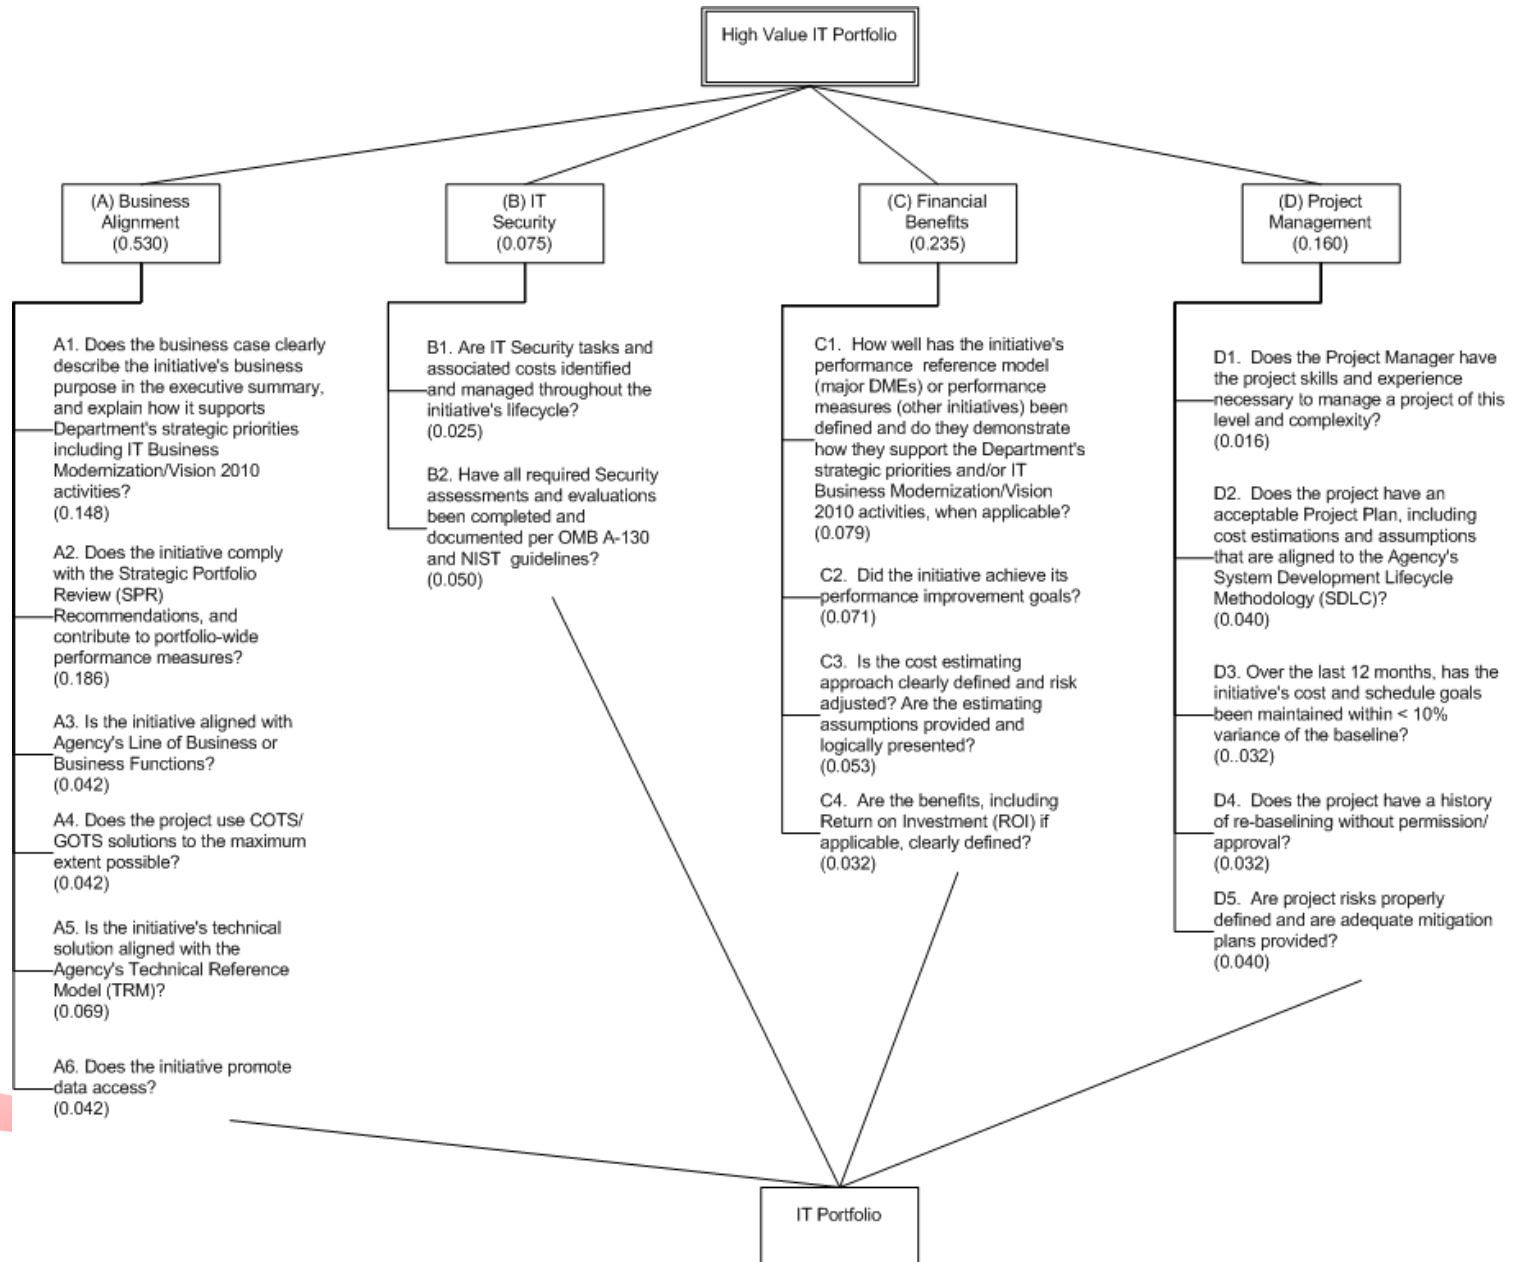 High Value IT Portfolio
(A) Business
Alignment
(0.530)
(B) IT
Security
(0.075)
(C) Financial
Benefits
(0.235)
(D) Project
Management
(0.160)
A1. Does the business case clearly
describe the initiative's business
purpose in the executive summary,
and explain how it supports
Department's strategic priorities
including IT Business
Modernization/Vision 2010
activities?
(0.148)
A2. Does the initiative comply
with the Strategic Portfolio
Review (SPR)
Recommendations, and
contribute to portfolio-wide
performance measures?
(0.186)
A3. Is the initiative aligned with
Agency's Line of Business or
Business Functions?
(0.042)
A4. Does the project use COTS/
GOTS solutions to the maximum
extent possible?
(0.042)
A5. Is the initiative's technical
solution aligned with the
Agency's Technical Reference
Model (TRM)?
(0.069)
A6. Does the initiative promote
data access?
(0.042)
B1. Are IT Security tasks and
associated costs identified
and managed throughout the
initiative's lifecycle?
(0.025)
B2. Have all required Security
assessments and evaluations
been completed and
documented per OMB A-130
and NIST guidelines?
(0.050)
C1. How well has the initiative's
performance reference model
(major DMEs) or performance
measures (other initiatives) been
defined and do they demonstrate
how they support the Department's
strategic priorities and/or IT
Business Modernization/Vision
2010 activities, when applicable?
(0.079)
C2. Did the initiative achieve its
performance improvement goals?
(0.071)
C3. Is the cost estimating
approach clearly defined and risk
adjusted? Are the estimating
assumptions provided and
logically presented?
(0.053)
C4. Are the benefits, including
Return on Investment (ROI) if
applicable, clearly defined?
(0.032)
D1. Does the Project Manager have
the project skills and experience
necessary to manage a project of this
level and complexity?
(0.016)
D2. Does the project have an
acceptable Project Plan, including
cost estimations and assumptions
that are aligned to the Agency's
System Development Lifecycle
Methodology (SDLC)?
(0.040)
D3. Over the last 12 months, has the
initiative's cost and schedule goals
been maintained within < 10%
variance of the baseline?
(0..032)
D4. Does the project have a history
of re-baselining without permission/
approval?
(0.032)
D5. Are project risks properly
defined and are adequate mitigation
plans provided?
(0.040)
IT Portfolio